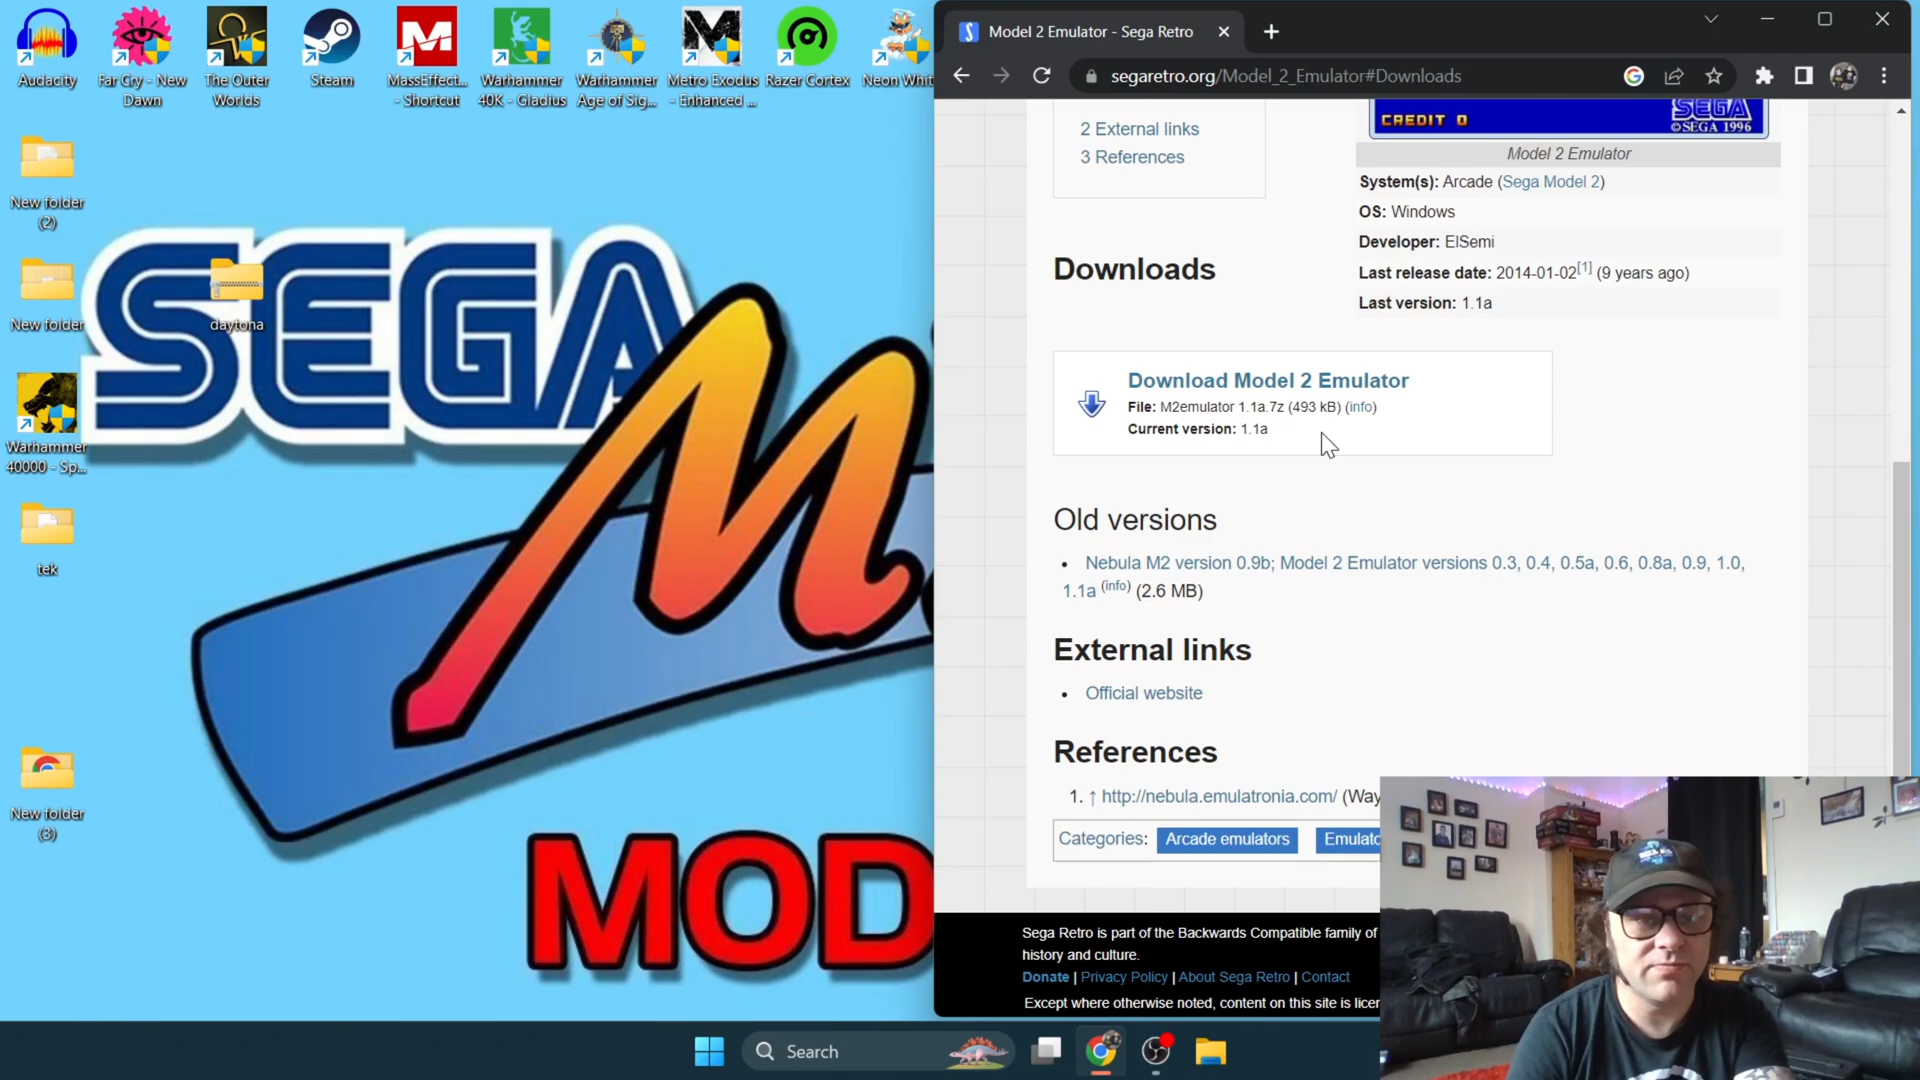 Audacity
Far Cry - New
Dawn
The Outer
Worlds
Steam
MassEffect...
- Shortcut
Warhammer
40K - Gladius
Warhammer
Age of Sig...
Metro Exodus
- Enhanced ...
Razer Cortex
Neon Whit
New folder
(2)
New folder
daytona
Warhammer
40000 - Sp...
tek
New folder
(3)
SEGA
MOD
Model 2 Emulator - Sega Retro
segaretro.org/Model_2_Emulator#Downloads
2 External links
3 References
CREDIT 0
SEGA
©SEGA 1996
Model 2 Emulator
System(s): Arcade (Sega Model 2)
OS: Windows
Developer: ElSemi
Last release date: 2014-01-02[1] (9 years ago)
Last version: 1.1a
Downloads
Download Model 2 Emulator
File: M2emulator 1.1a.7z (493 kB) (info)
Current version: 1.1a
Old versions
Nebula M2 version 0.9b; Model 2 Emulator versions 0.3, 0.4, 0.5a, 0.6, 0.8a, 0.9, 1.0,
1.1a (info) (2.6 MB)
External links
Official website
References
1. ↑ http://nebula.emulatronia.com/ (Way
Categories: Arcade emulators Emulato
Sega Retro is part of the Backwards Compatible family of
history and culture.
Donate | Privacy Policy | About Sega Retro | Contact
Except where otherwise noted, content on this site is licen
Search